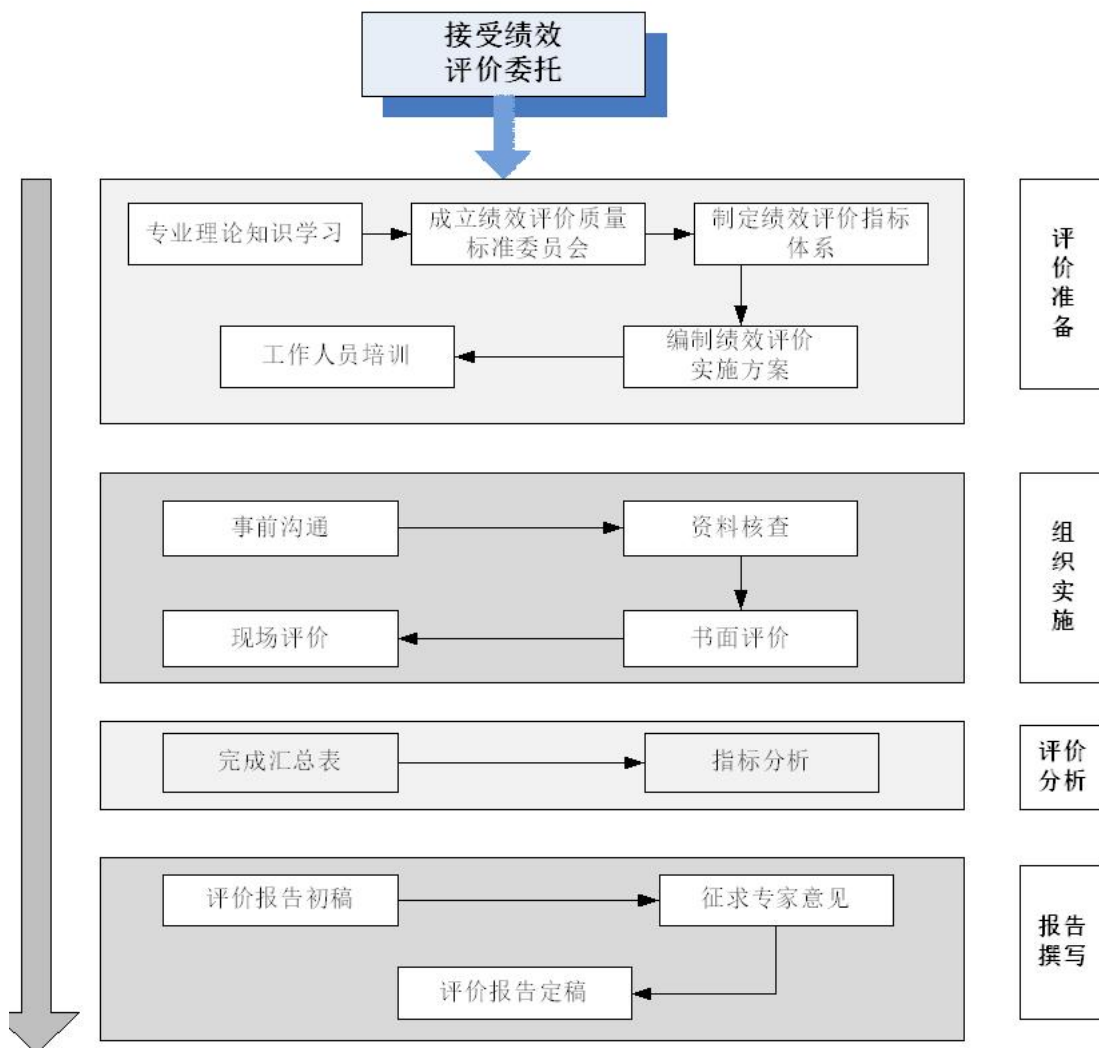 接受绩效
评价委托
专业理论知识学习
成立绩效评价质量
标准委员会
制定绩效评价指标
体系
工作人员培训
编制绩效评价
实施方案
评
价
准
备
事前沟通
资料核查
现场评价
书面评价
组
织
实
施
完成汇总表
指标分析
评价
分析
评价报告初稿
征求专家意见
评价报告定稿
报告
撰写